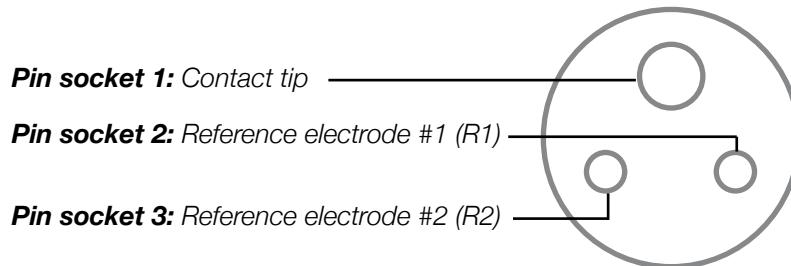 Pin socket 1: Contact tip
Pin socket 2: Reference electrode #1 (R1)
Pin socket 3: Reference electrode #2 (R2)